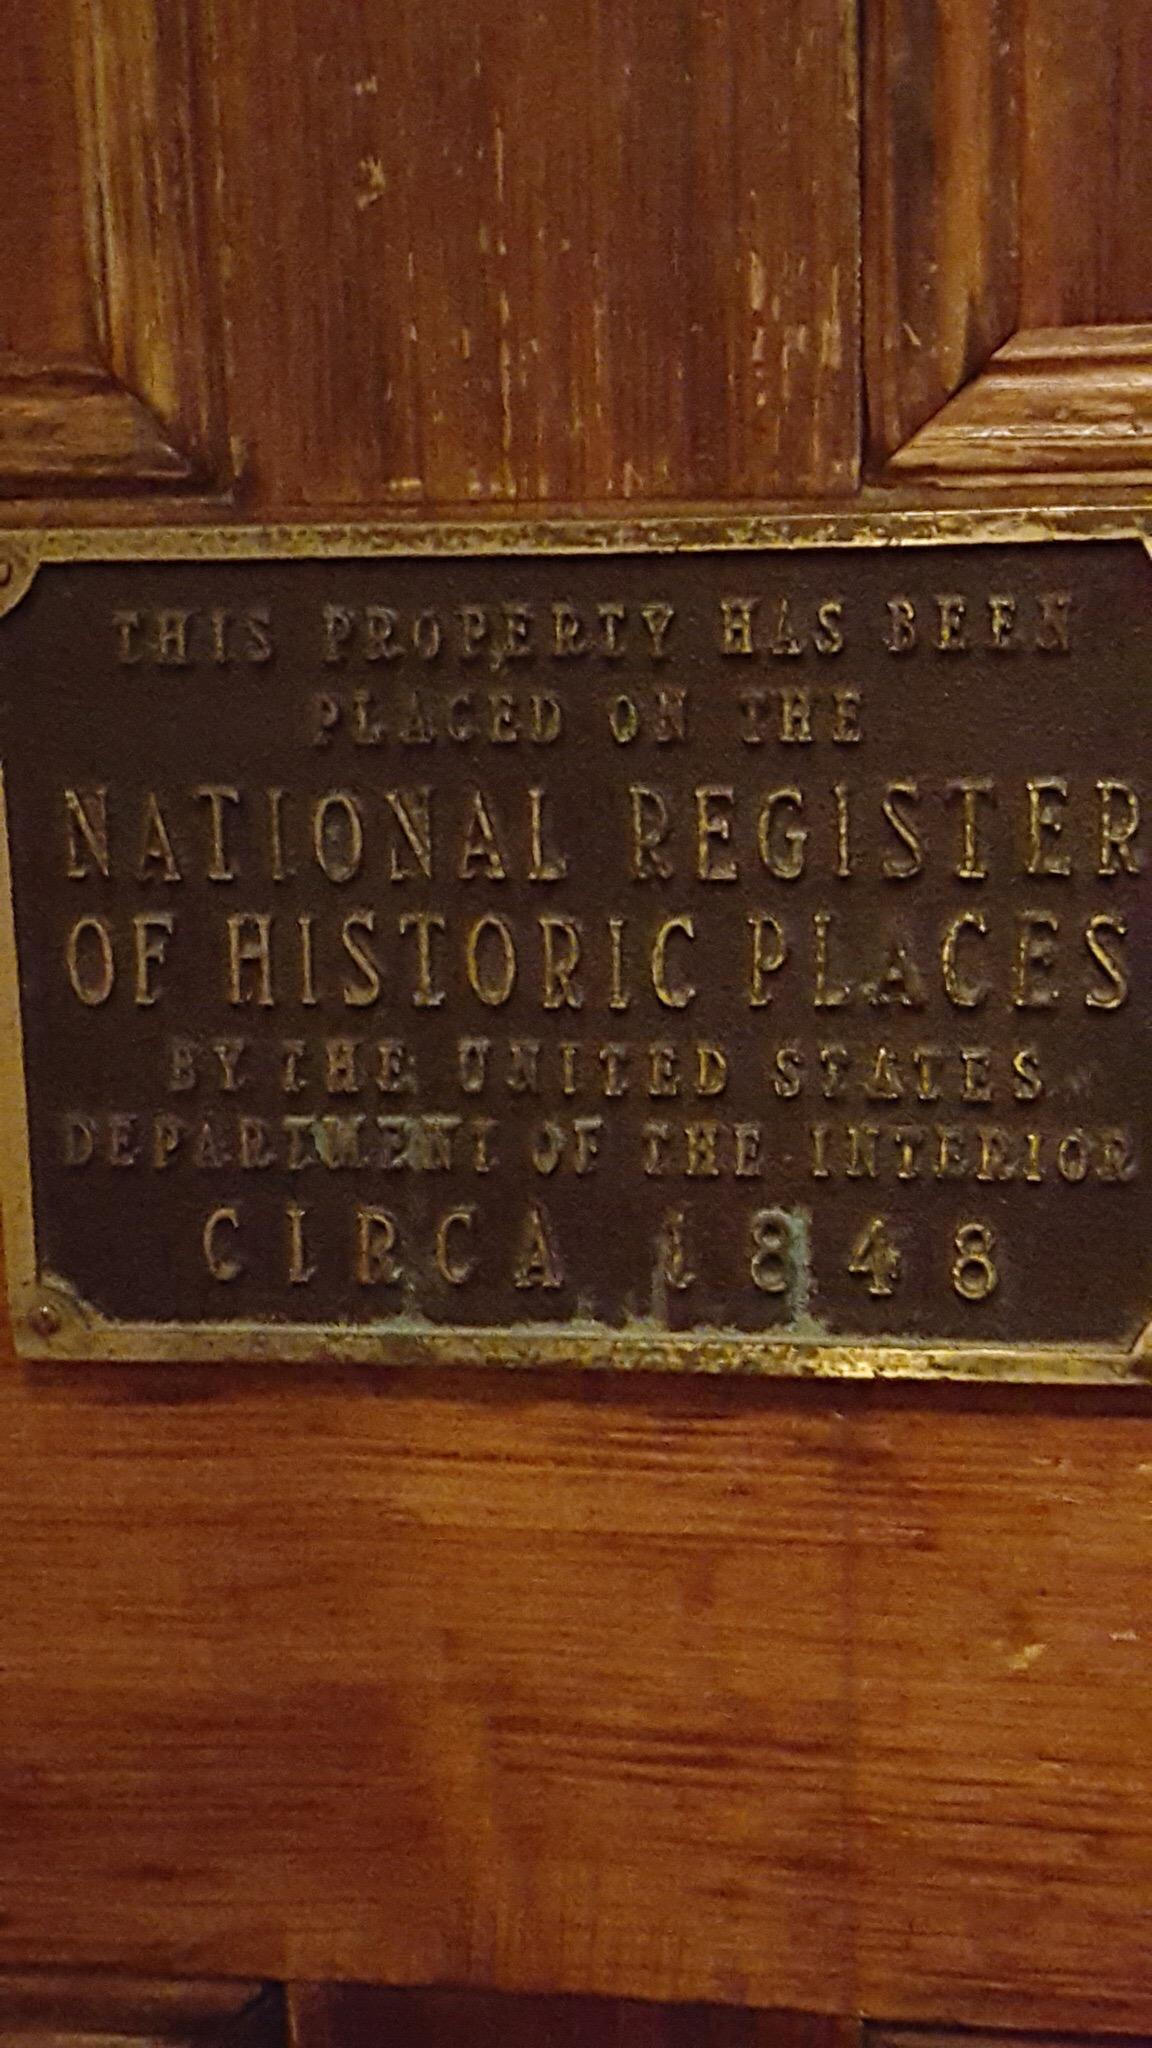 THIS PROPERTY HAS BEEN
PLACED ON THE
NATIONAL REGISTER
OF HISTORIC PLACES
BY THE UNITED STATES
DEPARTMENT OF THE INTERIOR
CIRCA 1848